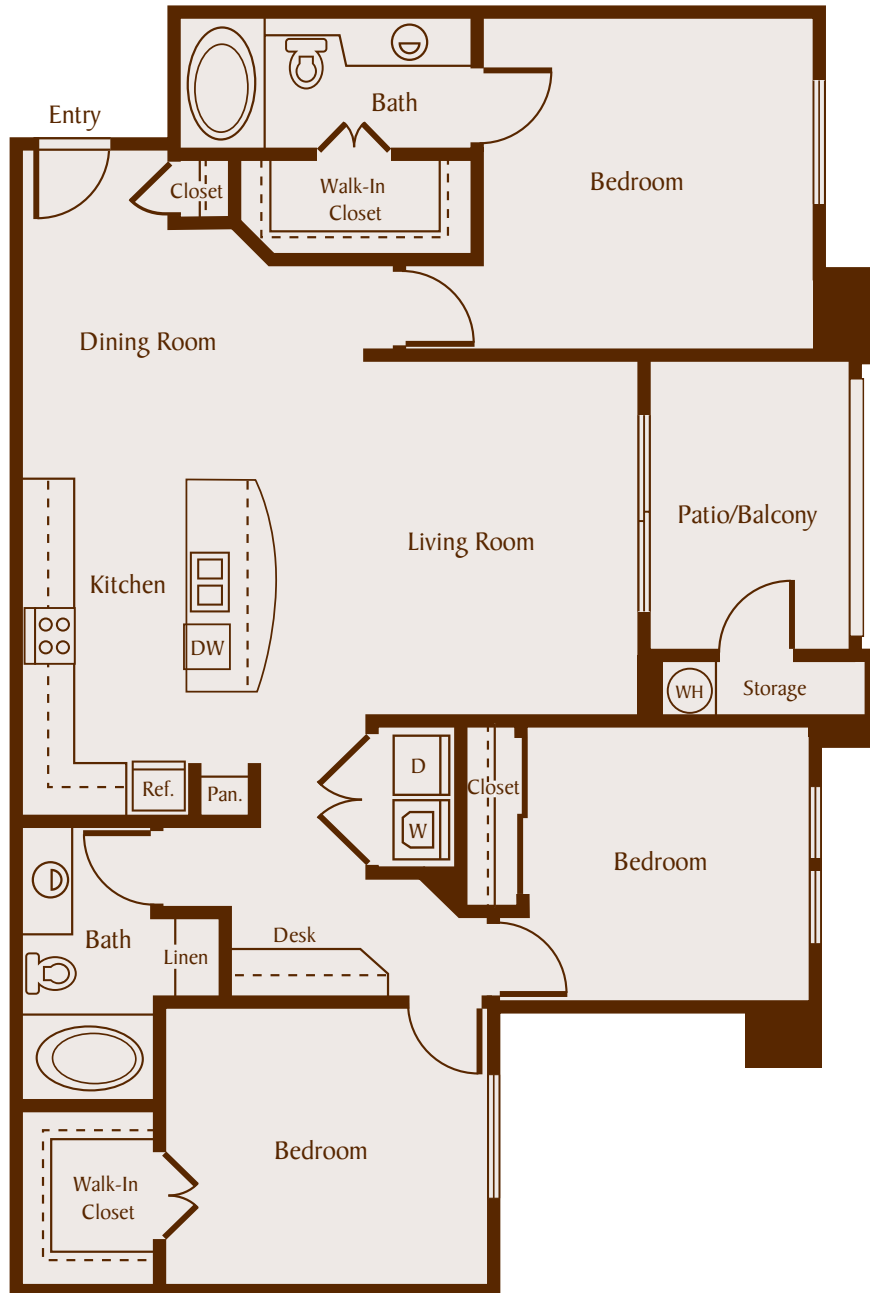 Bath
Entry
Closet
Walk-In
Closet
Bedroom
Dining Room
Patio/Balcony
Living Room
Kitchen
DW
WH
Storage
D
Ref.
Pan.
Closet
W
Bedroom
Desk
Bath
Linen
Bedroom
Walk-In
Closet